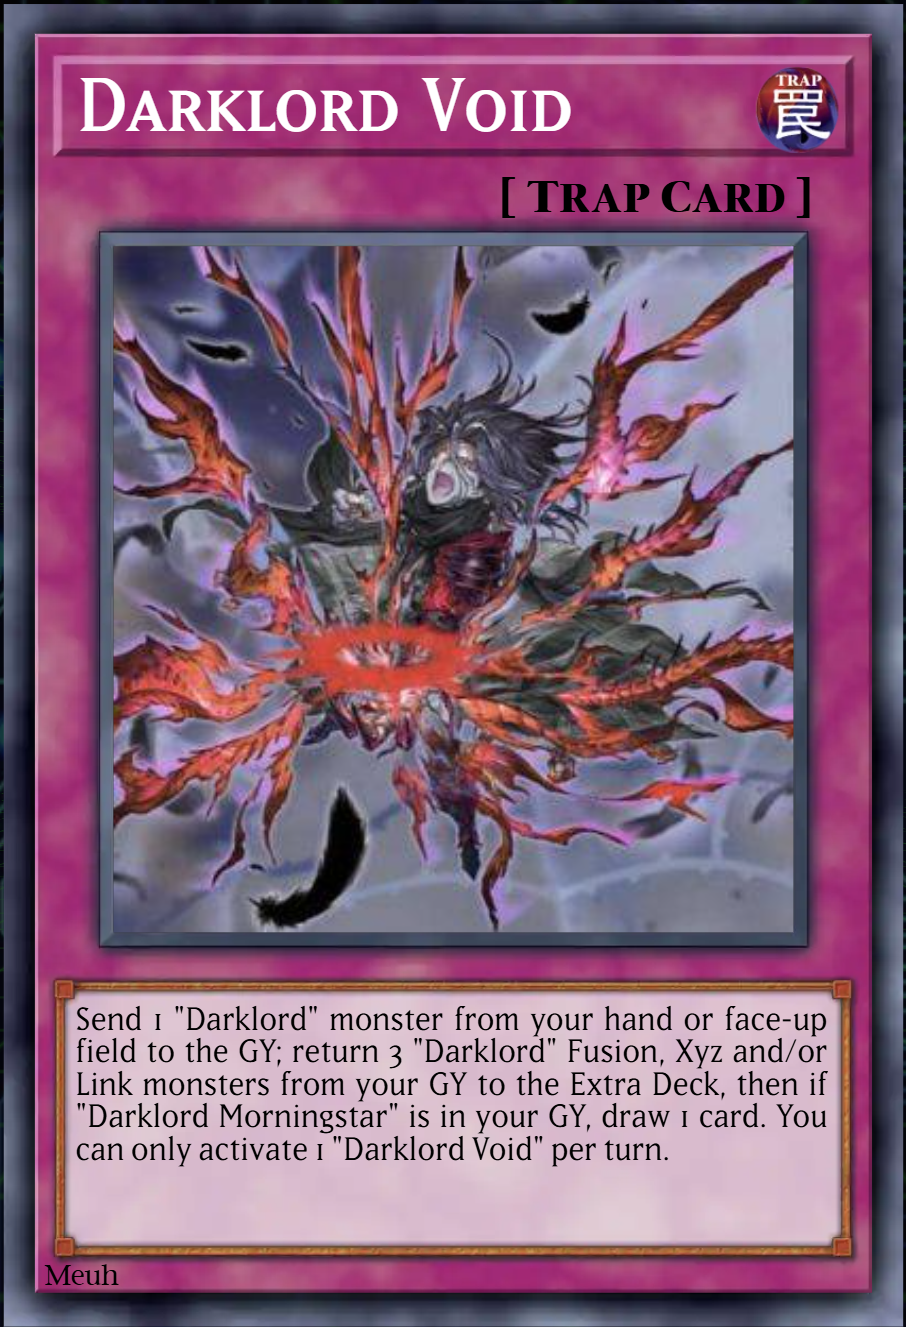 Darklord Void
TRAP
罠
[ Trap Card ]
Send 1 "Darklord" monster from your hand or face-up
field to the GY; return 3 "Darklord" Fusion, Xyz and/or
Link monsters from your GY to the Extra Deck, then if
"Darklord Morningstar" is in your GY, draw 1 card. You
can only activate 1 "Darklord Void" per turn.
Meuh